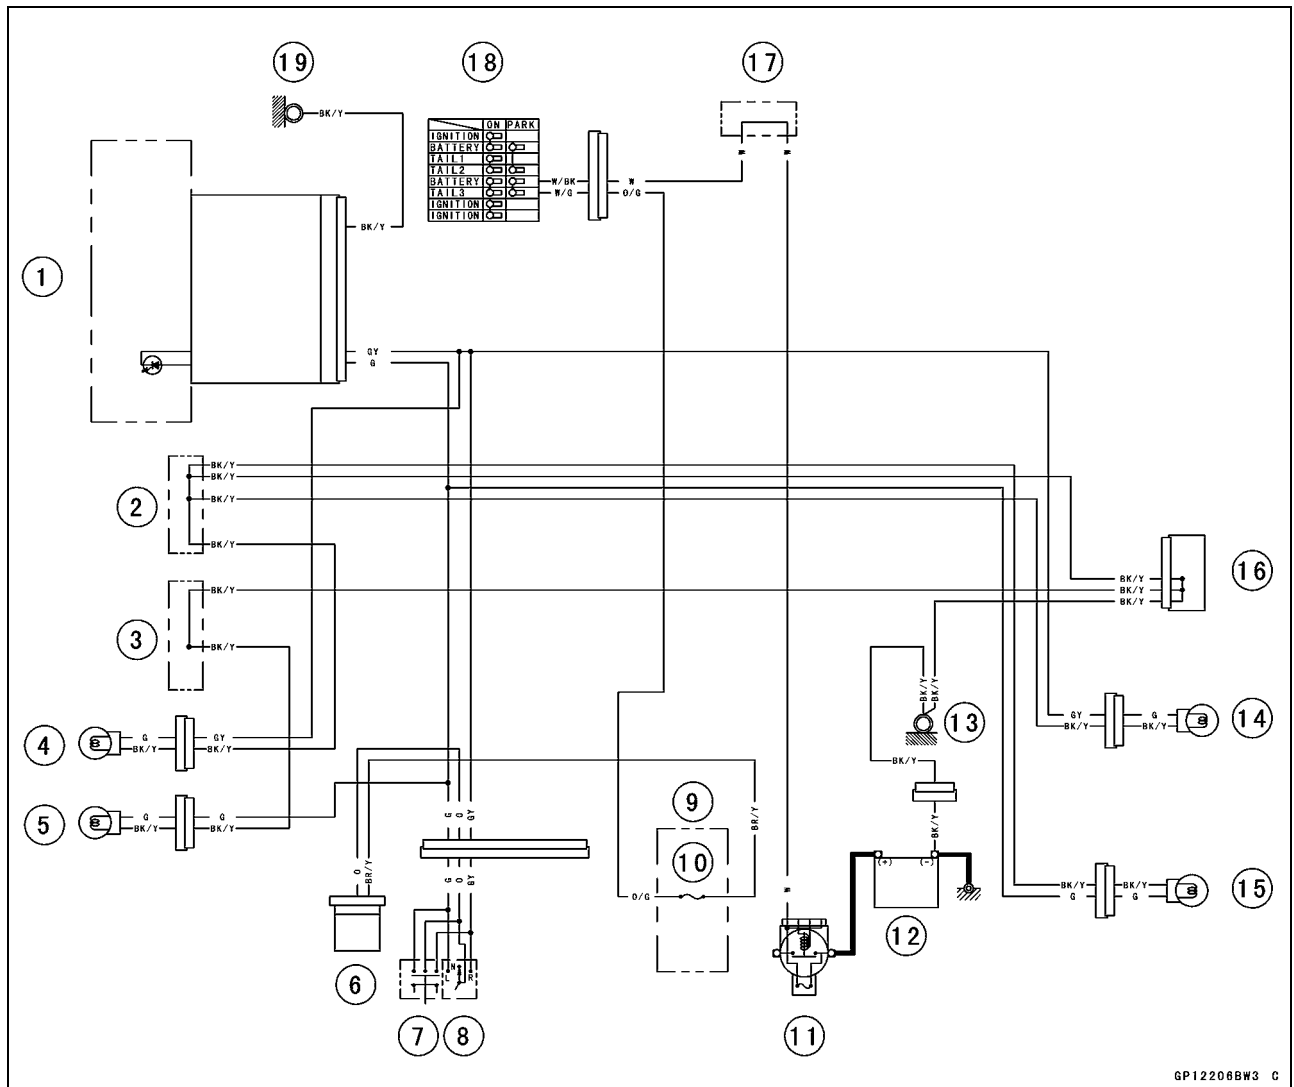 19
18
17
BK/Y
ON PARK
IGNITION
BATTERY
TAIL1
TAIL2
BATTERY
TAIL3
IGNITION
IGNITION
W/BK
W/G
W
O/G
W
W
BK/Y
1
GY
G
BK/Y
BK/Y
BK/Y
BK/Y
2
BK/Y
BK/Y
3
16
BK/Y
BK/Y
BK/Y
BK/Y
BK/Y
13
4
G
BK/Y
GY
BK/Y
GY
BK/Y
G
BK/Y
14
BK/Y
5
G
BK/Y
G
BK/Y
9
10
G
O
GY
BR/Y
BK/Y
O
BR/Y
G
O
GY
O/G
W
(+)
(-)
12
BK/Y
G
BK/Y
G
15
6
L
N
R
7
8
11
GP12206BW3 C